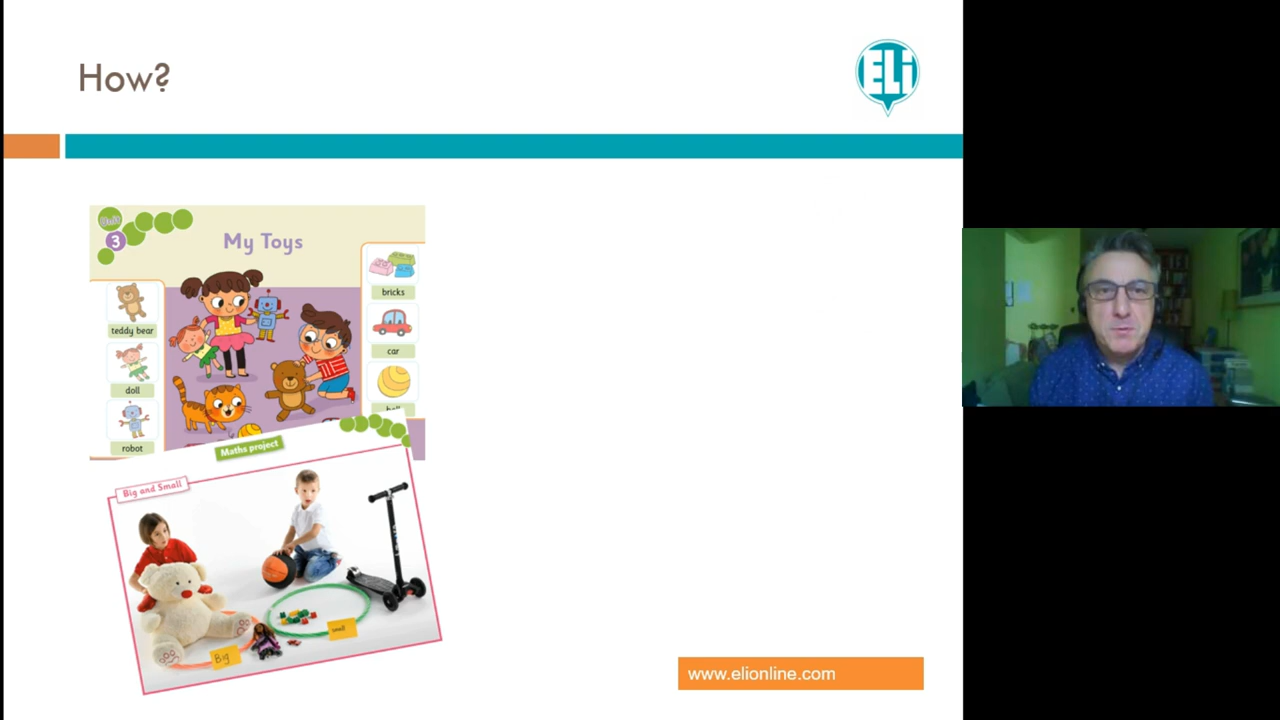 How?
ELi
Unit
3
My Toys
bricks
teddy bear
car
doll
robot
Maths project
Big and Small
small
Big
www.elionline.com